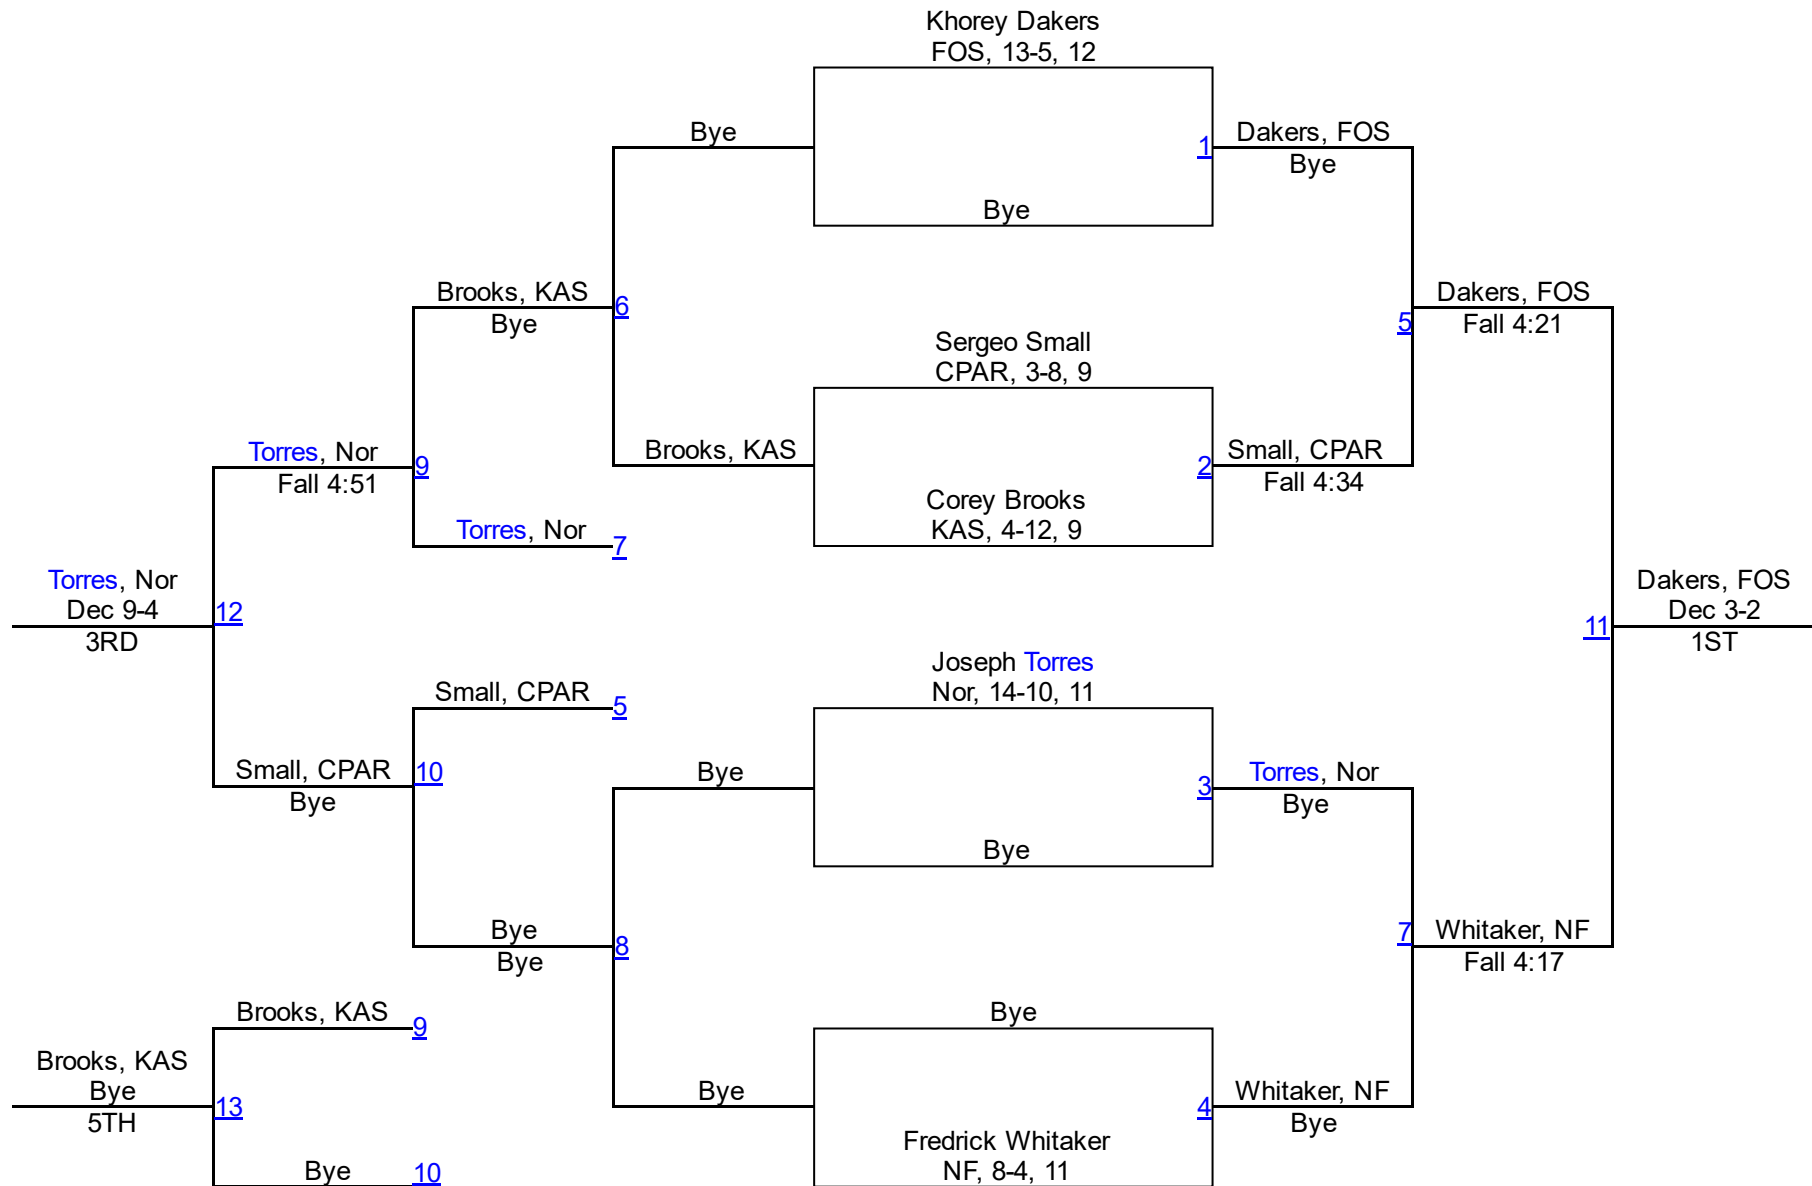 Khorey Dakers
FOS, 13-5, 12
Bye
1
Dakers, FOS
Bye
Bye
Brooks, KAS
Bye
6
Dakers, FOS
Fall 4:21
5
Sergeo Small
CPAR, 3-8, 9
Torres, Nor
Fall 4:51
9
Brooks, KAS
2
Small, CPAR
Fall 4:34
Corey Brooks
KAS, 4-12, 9
Torres, Nor
7
Torres, Nor
Dec 9-4
3RD
12
Dakers, FOS
Dec 3-2
1ST
11
Joseph Torres
Nor, 14-10, 11
Small, CPAR
5
Small, CPAR
Bye
10
Bye
3
Torres, Nor
Bye
Bye
Bye
Bye
8
7
Whitaker, NF
Fall 4:17
Brooks, KAS
9
Bye
Brooks, KAS
Bye
5TH
13
Bye
4
Whitaker, NF
Bye
Fredrick Whitaker
NF, 8-4, 11
Bye
10